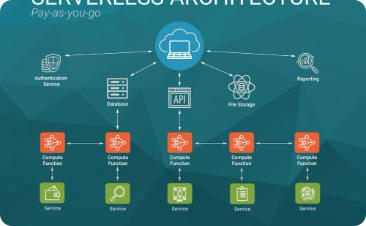 SERVERLESS ARCHITECTURE
Pay-as-you-go
Authentication
Service
Database
API
File Storage
Reporting
Compute
Function
Compute
Function
Compute
Function
Compute
Function
Compute
Function
Service
Service
Service
Service
Service